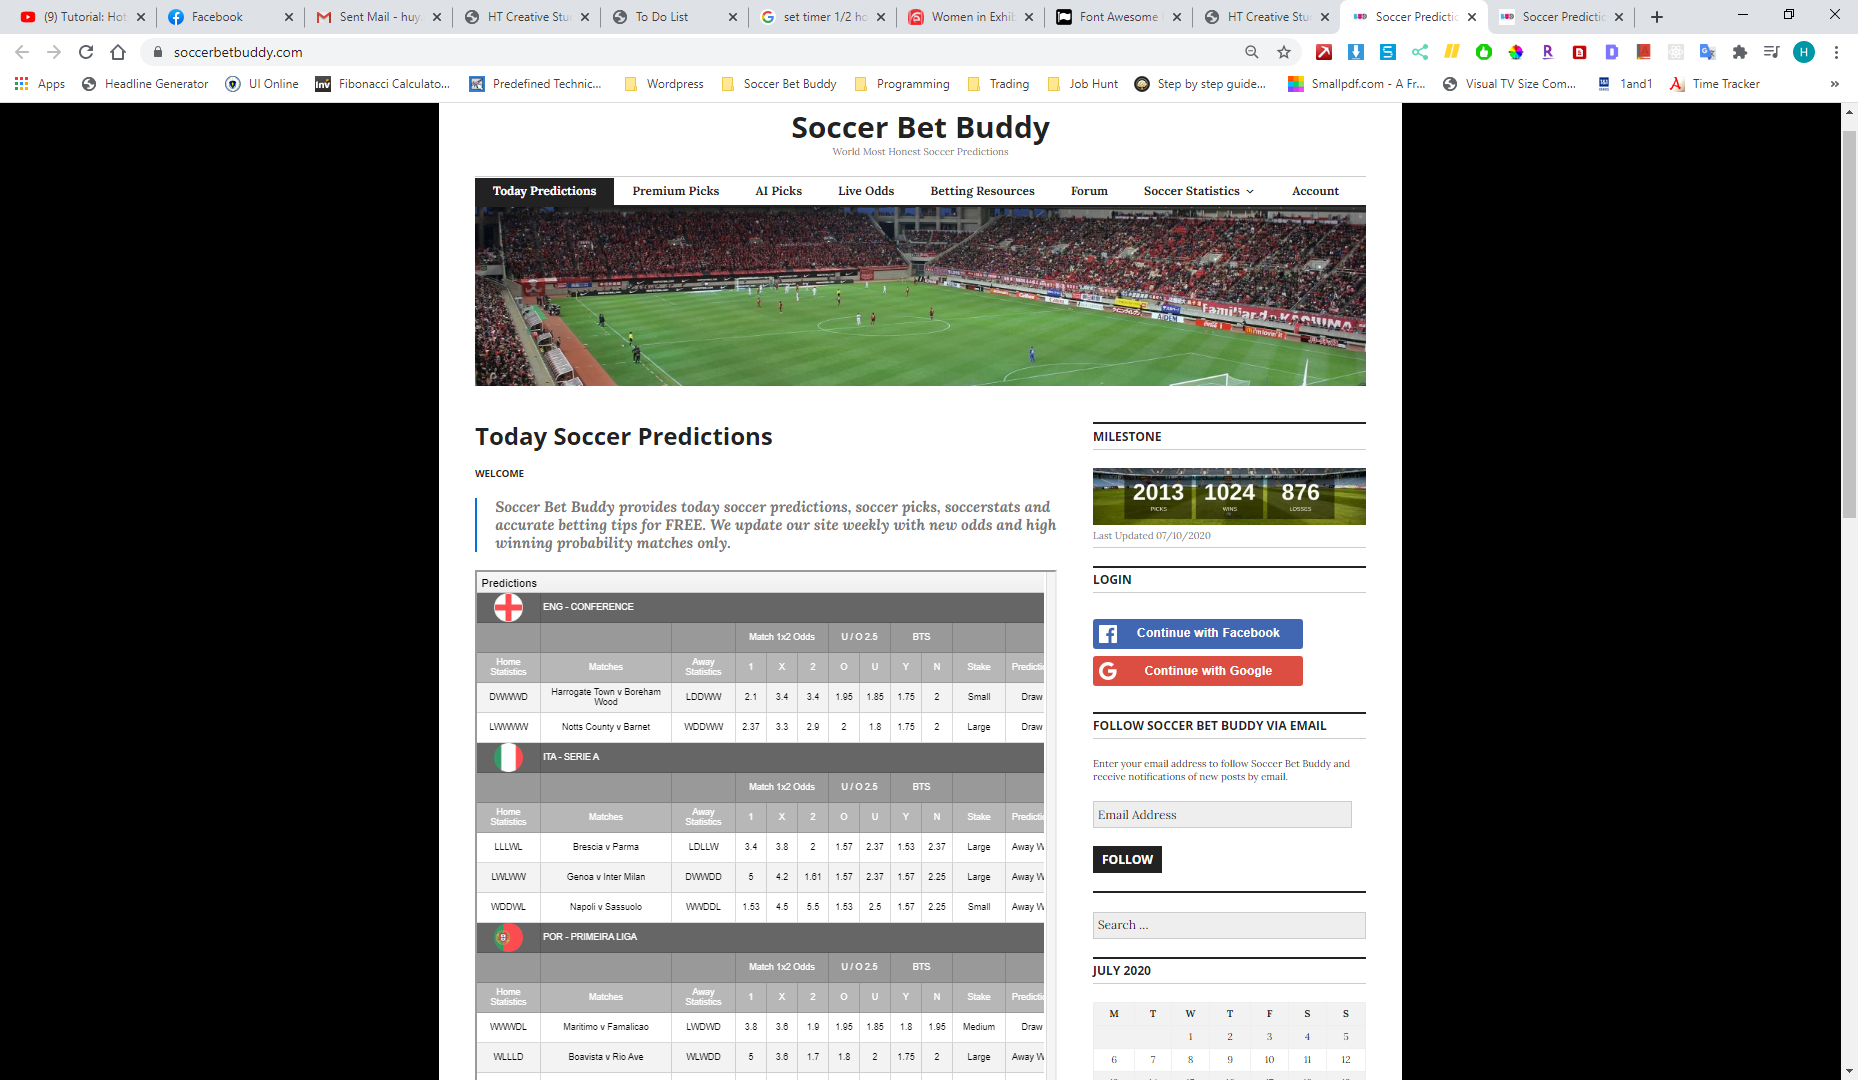 (9) Tutorial: Hot
Facebook
Sent Mail - huy
HT Creative Stu
To Do List
set timer 1/2 ho
Women in Exhib
Font Awesome
HT Creative Stu
Soccer Predictio
Soccer Predictio
soccerbetbuddy.com
H
Apps
Headline Generator
UI Online
Inv
Fibonacci Calculato...
Predefined Technic...
Wordpress
Soccer Bet Buddy
Programming
Trading
Job Hunt
Step by step guide...
Smallpdf.com - A Fr...
Visual TV Size Com...
1and1
Time Tracker
Soccer Bet Buddy
World Most Honest Soccer Predictions
Today Predictions Premium Picks AI Picks Live Odds Betting Resources Forum Soccer Statistics Account
Today Soccer Predictions
WELCOME
Soccer Bet Buddy provides today soccer predictions, soccer picks, soccerstats and
accurate betting tips for FREE. We update our site weekly with new odds and high
winning probability matches only.
Predictions
ENG - CONFERENCE
Match 1x2 Odds U / O 2.5 BTS
Home Statistics Matches Away Statistics 1 X 2 O U Y N Stake Predictio
DWWWD Harrogate Town v Boreham Wood LDDWW 2.1 3.4 3.4 1.95 1.85 1.75 2 Small Draw
LWWWW Notts County v Barnet WDDWW 2.37 3.3 2.9 2 1.8 1.75 2 Large Draw
ITA - SERIE A
Match 1x2 Odds U / O 2.5 BTS
Home Statistics Matches Away Statistics 1 X 2 O U Y N Stake Predictio
LLLWL Brescia v Parma LDLLW 3.4 3.8 2 1.57 2.37 1.53 2.37 Large Away W
LWLWW Genoa v Inter Milan DWWDD 5 4.2 1.61 1.57 2.37 1.57 2.25 Large Away W
WDDWL Napoli v Sassuolo WWDDL 1.53 4.5 5.5 1.53 2.5 1.57 2.25 Small Away W
POR - PRIMEIRA LIGA
Match 1x2 Odds U / O 2.5 BTS
Home Statistics Matches Away Statistics 1 X 2 O U Y N Stake Predictio
WWWDL Maritimo v Famalicao LWDWD 3.8 3.6 1.9 1.95 1.85 1.8 1.95 Medium Draw
WLLLD Boavista v Rio Ave WLWDD 5 3.6 1.7 1.8 2 1.75 2 Large Away W
MILESTONE
2013 1024 876
PICKS WINS LOSSES
Last Updated 07/10/2020
LOGIN
Continue with Facebook
Continue with Google
FOLLOW SOCCER BET BUDDY VIA EMAIL
Enter your email address to follow Soccer Bet Buddy and
receive notifications of new posts by email.
Email Address
FOLLOW
Search ...
JULY 2020
M T W T F S S
1 2 3 4 5
6 7 8 9 10 11 12